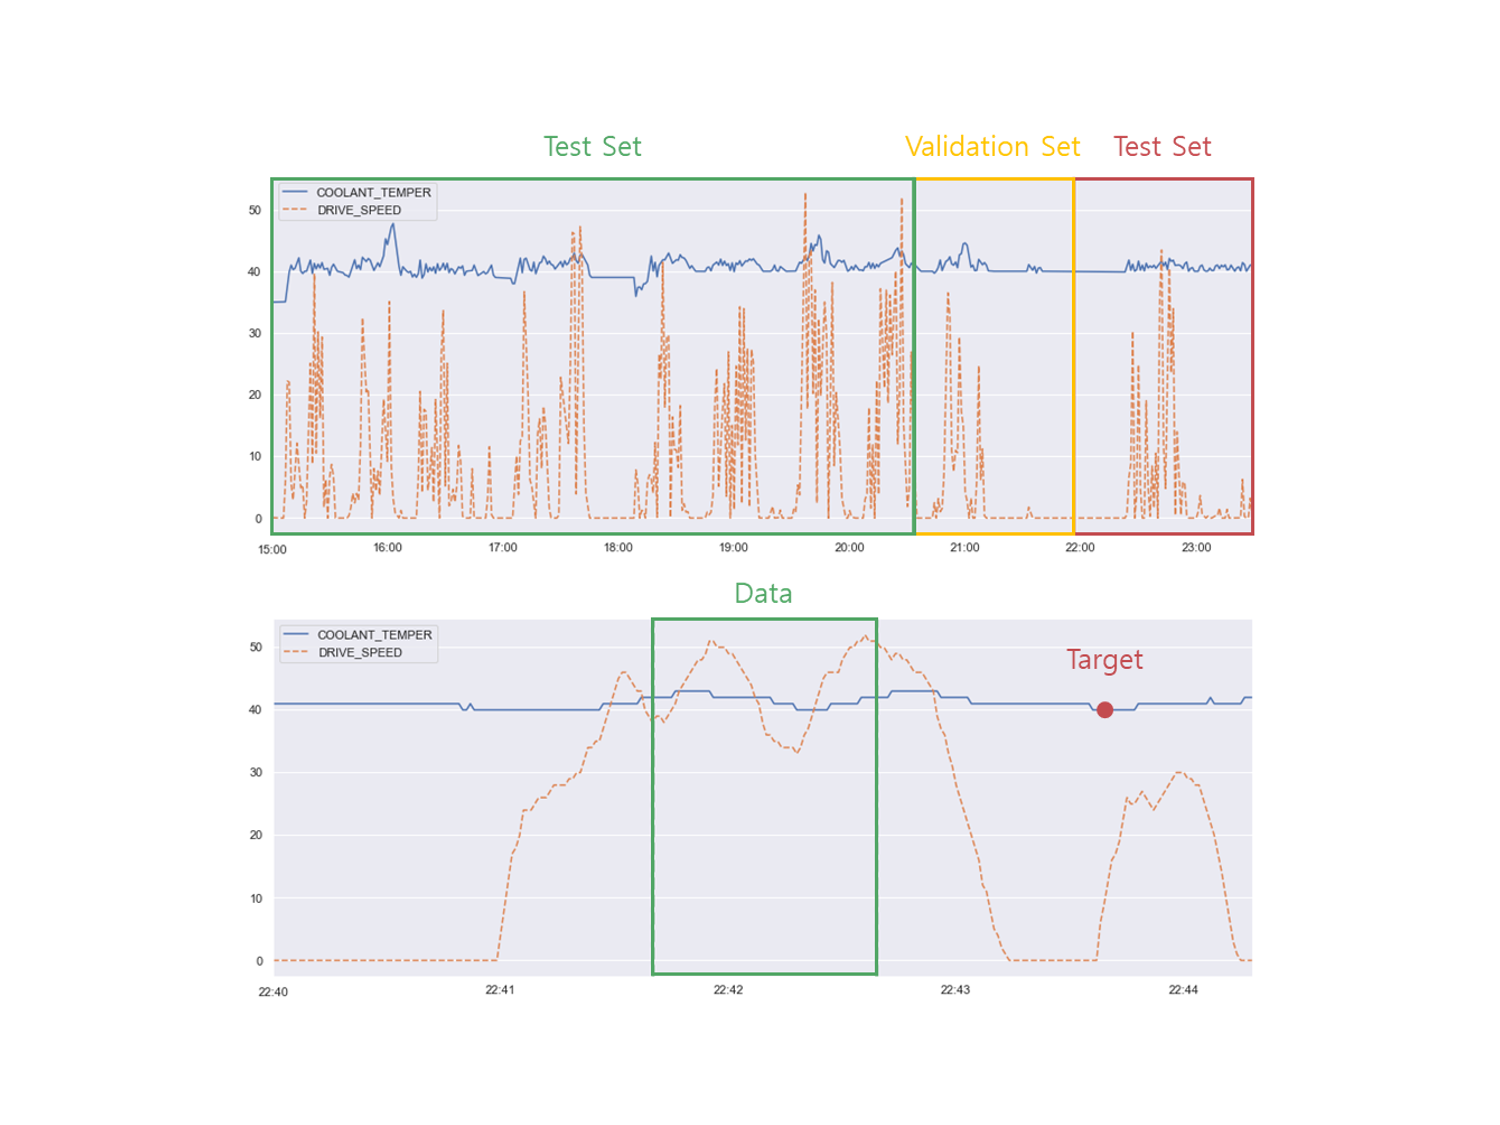 Test Set Validation Set Test Set
COOLANT_TEMPER
DRIVE_SPEED
50
40
30
20
10
0
15:00 16:00 17:00 18:00 19:00 20:00 21:00 22:00 23:00
Data
COOLANT_TEMPER
DRIVE_SPEED
Target
50
40
30
20
10
0
22:40 22:41 22:42 22:43 22:44